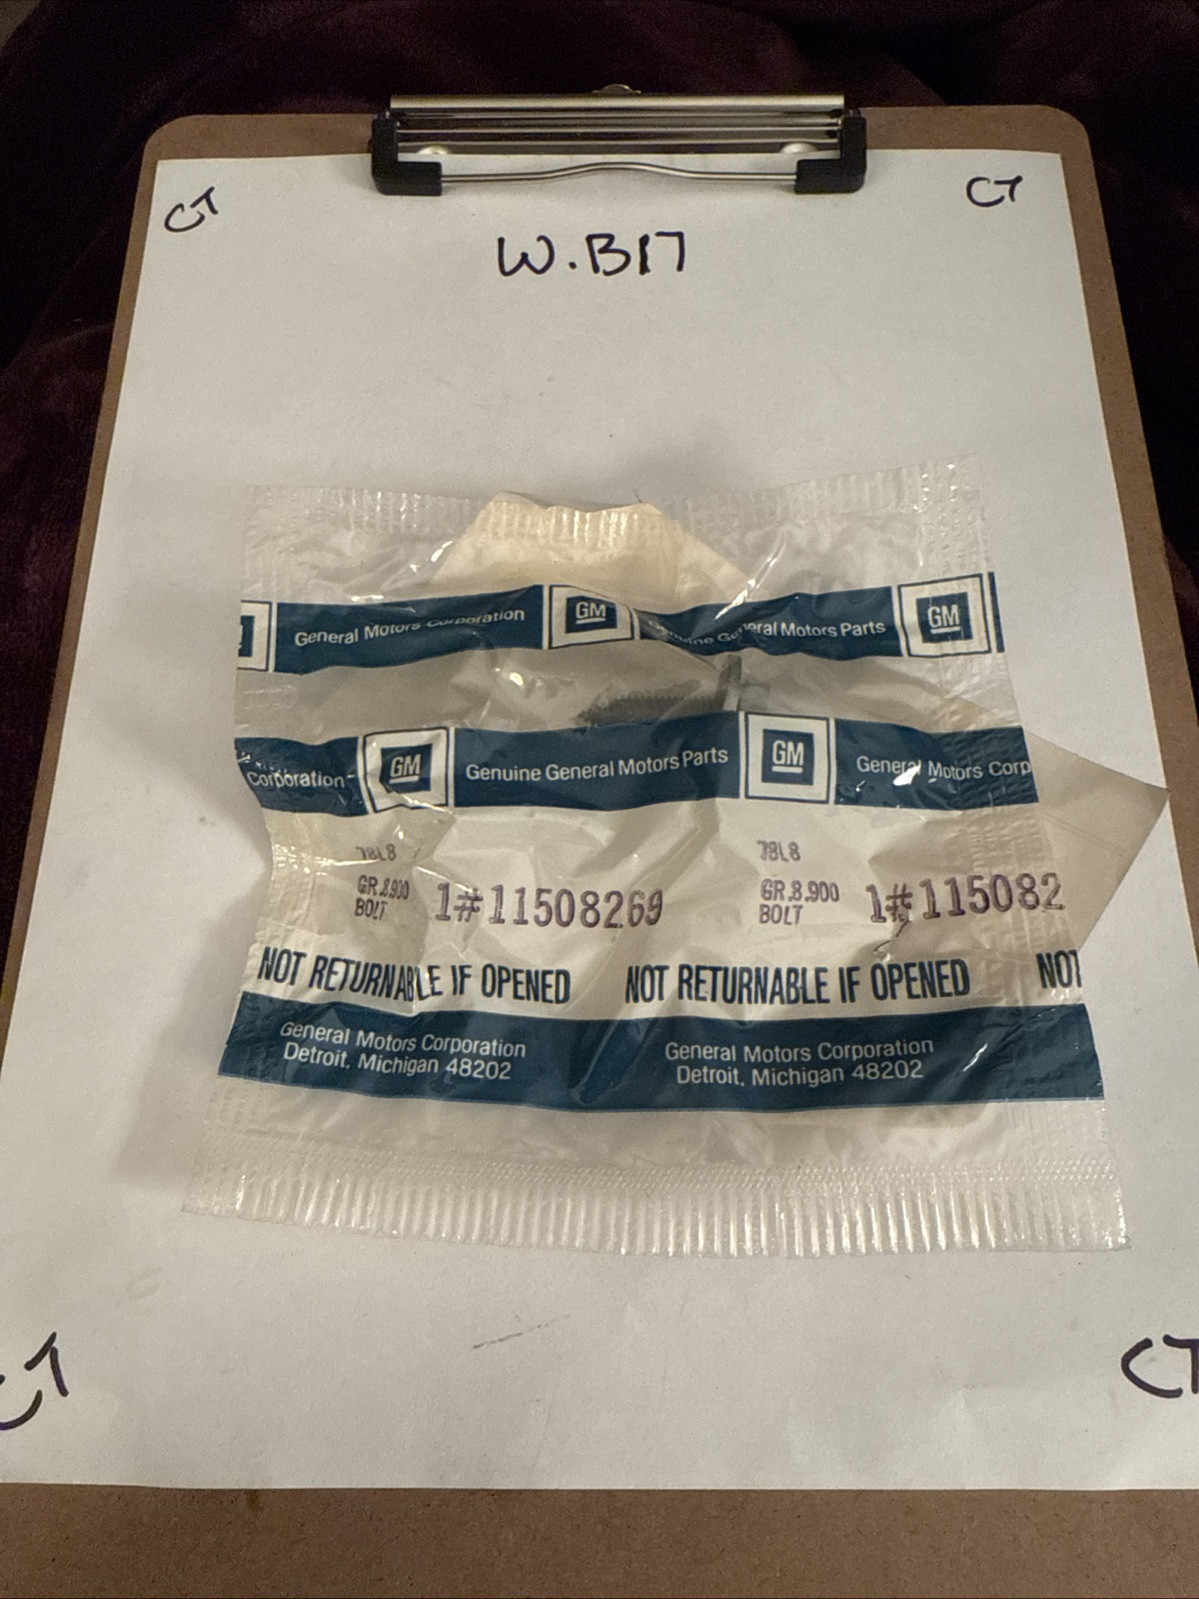 CT
CT
W.B17
General Motors Corporation GM Genuine General Motors Parts GM
Corporation GM Genuine General Motors Parts GM General Motors Corp
78L8 78L8
GR.8.900 1#11508269 GR.8.900 1#115082
BOLT BOLT
NOT RETURNABLE IF OPENED NOT RETURNABLE IF OPENED NOT
General Motors Corporation General Motors Corporation
Detroit, Michigan 48202 Detroit, Michigan 48202
CT
CT